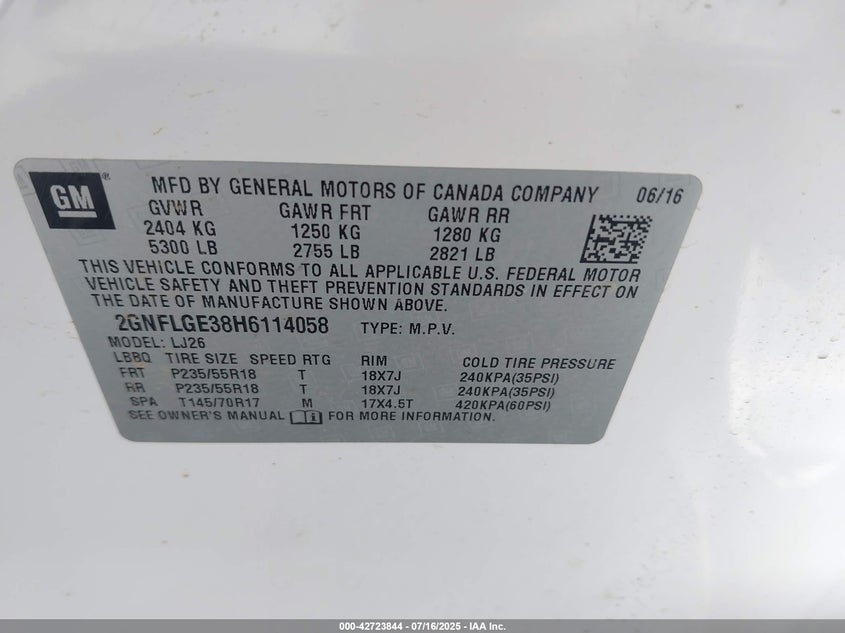 GM ® MFD BY GENERAL MOTORS OF CANADA COMPANY 06/16
GVWR GAWR FRT GAWR RR
2404 KG 1250 KG 1280 KG
5300 LB 2755 LB 2821 LB
THIS VEHICLE CONFORMS TO ALL APPLICABLE U.S. FEDERAL MOTOR
VEHICLE SAFETY AND THEFT PREVENTION STANDARDS IN EFFECT ON
THE DATE OF MANUFACTURE SHOWN ABOVE.
2GNFLGE38H6114058 TYPE: M.P.V.
MODEL: LJ26
LBBQ TIRE SIZE SPEED RTG RIM COLD TIRE PRESSURE
FRT P235/55R18 T 18X7J 240KPA(35PSI)
RR P235/55R18 T 18X7J 240KPA(35PSI)
SPA T145/70R17 M 17X4.5T 420KPA(60PSI)
SEE OWNER'S MANUAL FOR MORE INFORMATION.
000-42723844 - 07/16/2025 - IAA Inc.